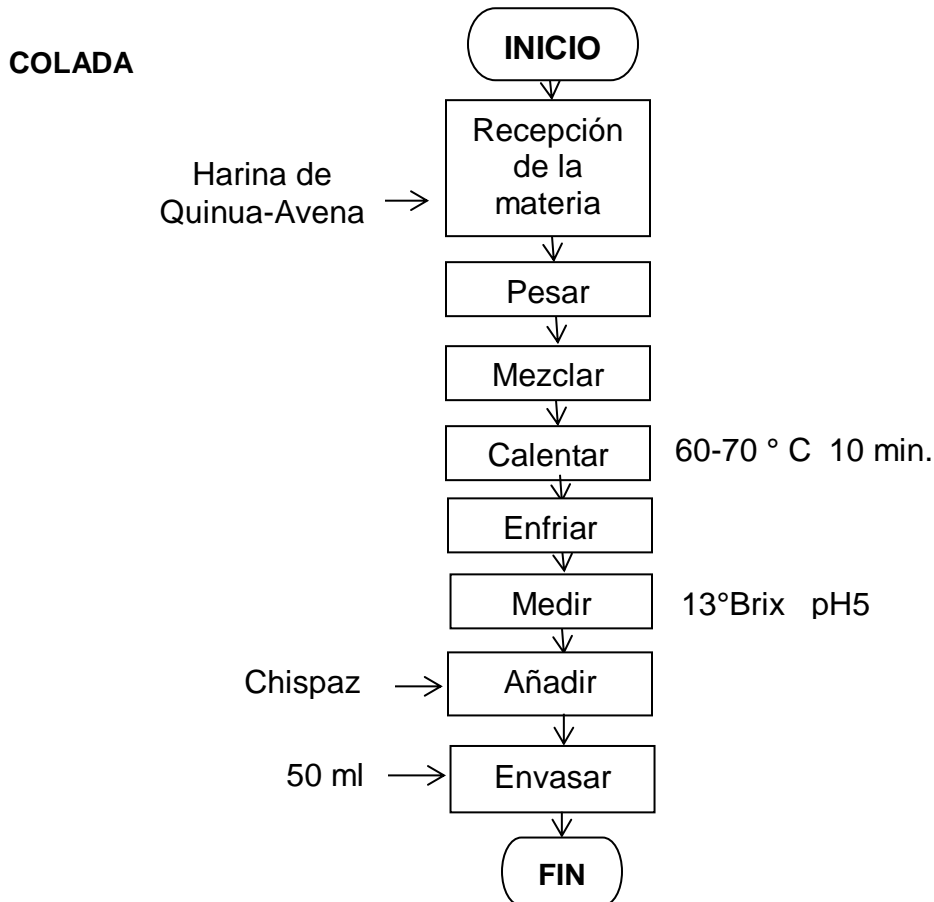 INICIO
COLADA
Recepción
de la
materia
Harina de
Quinua-Avena
Pesar
Mezclar
Calentar
60-70 ° C 10 min.
Enfriar
Medir
13°Brix pH5
Chispaz
Añadir
50 ml
Envasar
FIN